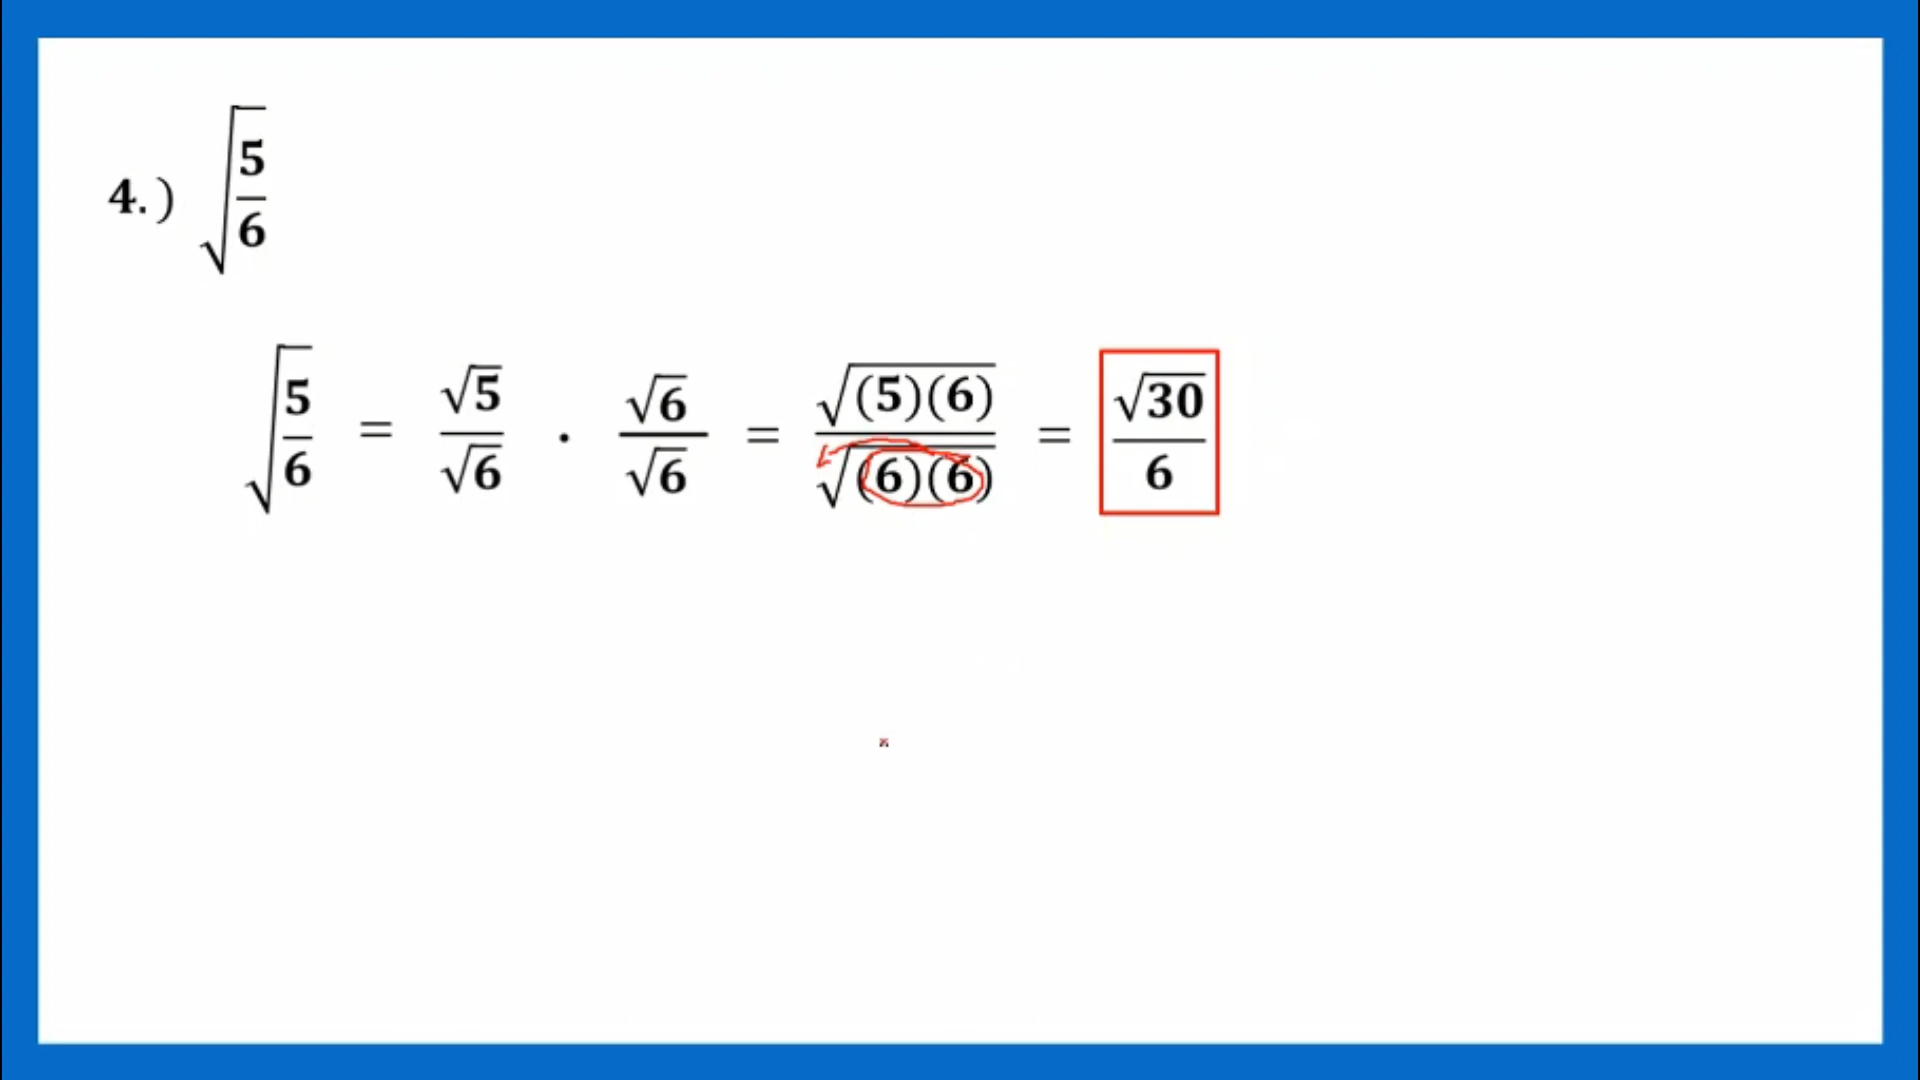 4.) √(5/6)
√(5/6) = √5/√6 · √6/√6 = √((5)(6))/√((6)(6)) = √30/6